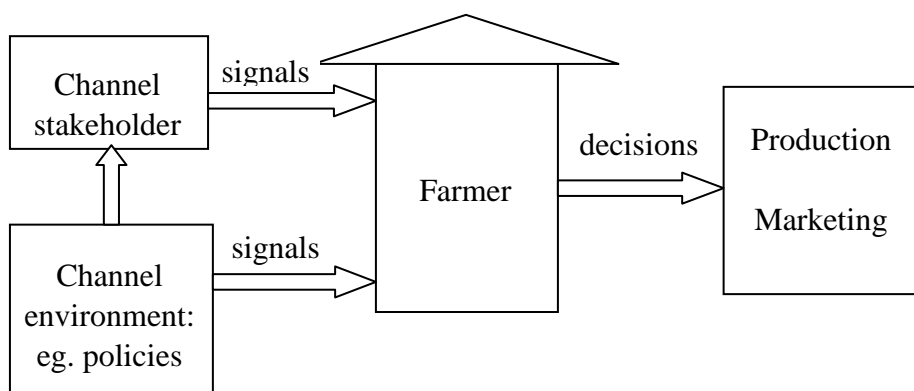 Channel
stakeholder
signals
Channel
environment:
eg. policies
signals
Farmer
decisions
Production
Marketing